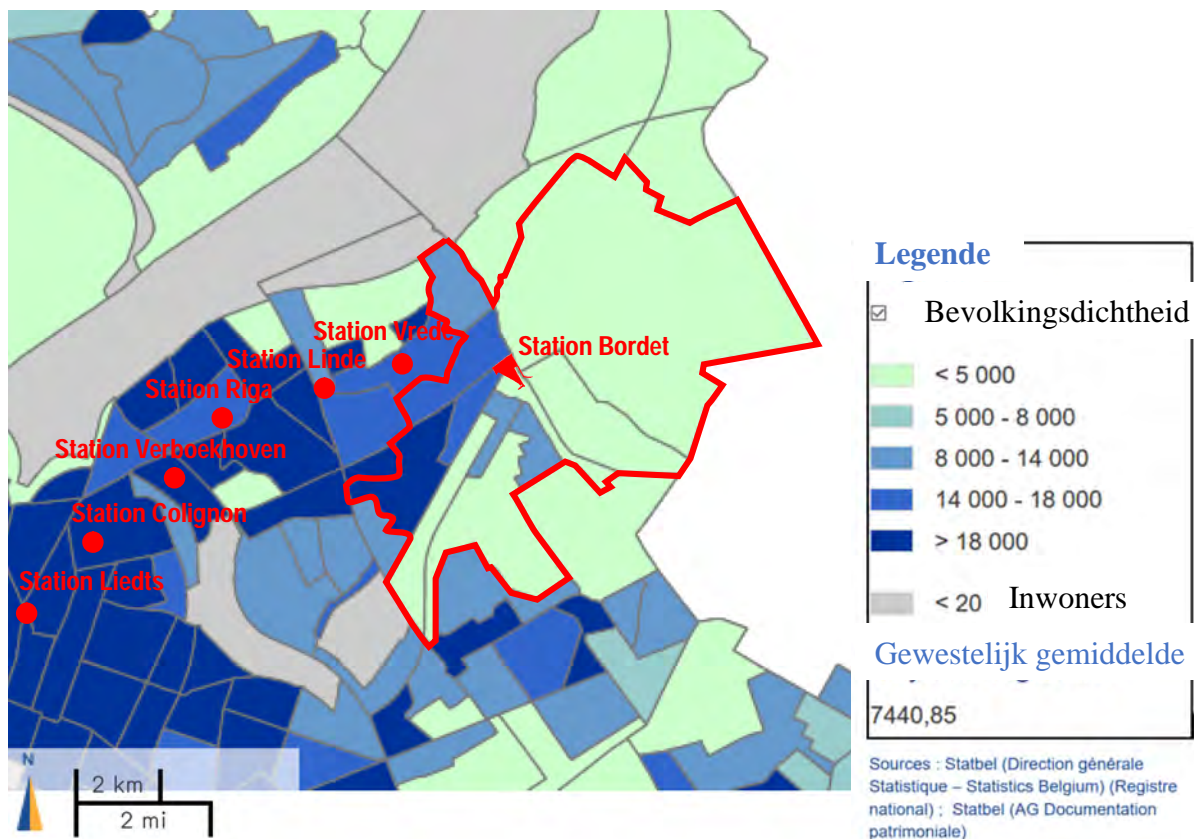 Station Vrede
Station Bordet
Station Linde
Station Riga
Station Verboekhoven
Station Colignon
Station Liedts
N
2 km
2 mi
Legende
Bevolkingsdichtheid
< 5 000
5 000 - 8 000
8 000 - 14 000
14 000 - 18 000
> 18 000
< 20 Inwoners
Gewestelijk gemiddelde
7440,85
Sources : Statbel (Direction générale
Statistique – Statistics Belgium) (Registre
national) ; Statbel (AG Documentation
patrimoniale)